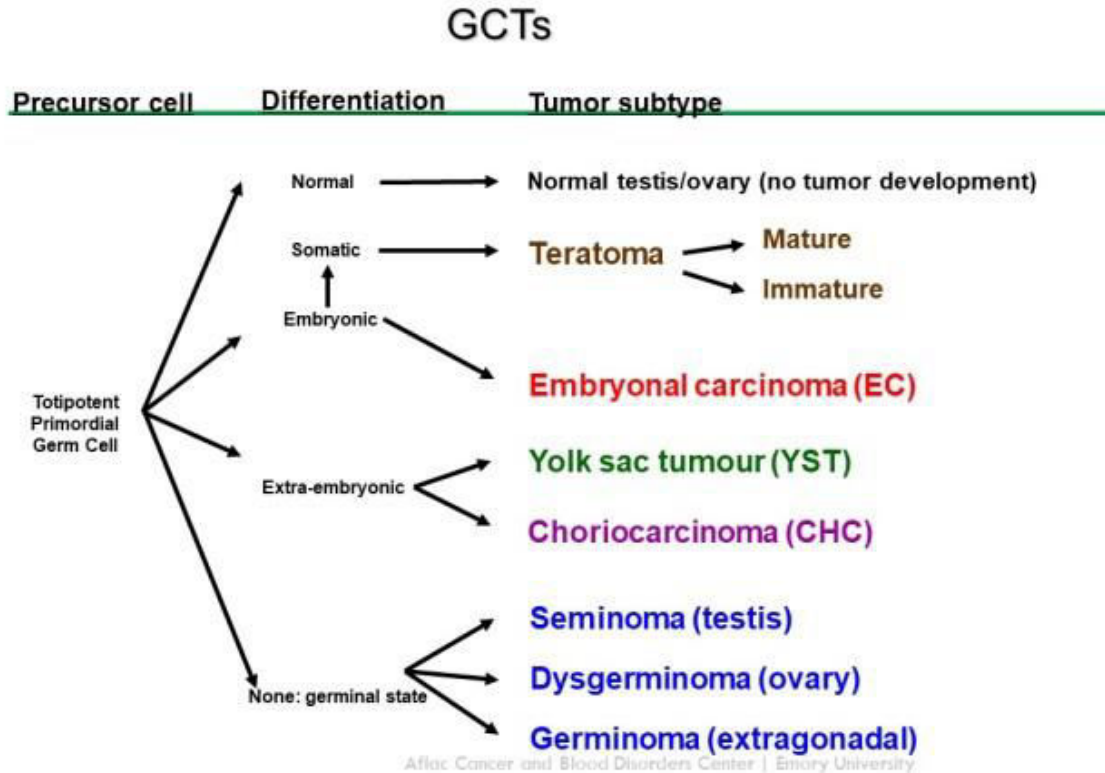 GCTs
Precursor cell Differentiation Tumor subtype
Normal Normal testis/ovary (no tumor development)
Somatic Teratoma Mature
Immature
Embryonic
Embryonal carcinoma (EC)
Totipotent
Primordial
Germ Cell
Yolk sac tumour (YST)
Extra-embryonic
Choriocarcinoma (CHC)
Seminoma (testis)
Dysgerminoma (ovary)
None: germinal state
Germinoma (extragonadal)
Aflac Cancer and Blood Disorders Center | Emory University